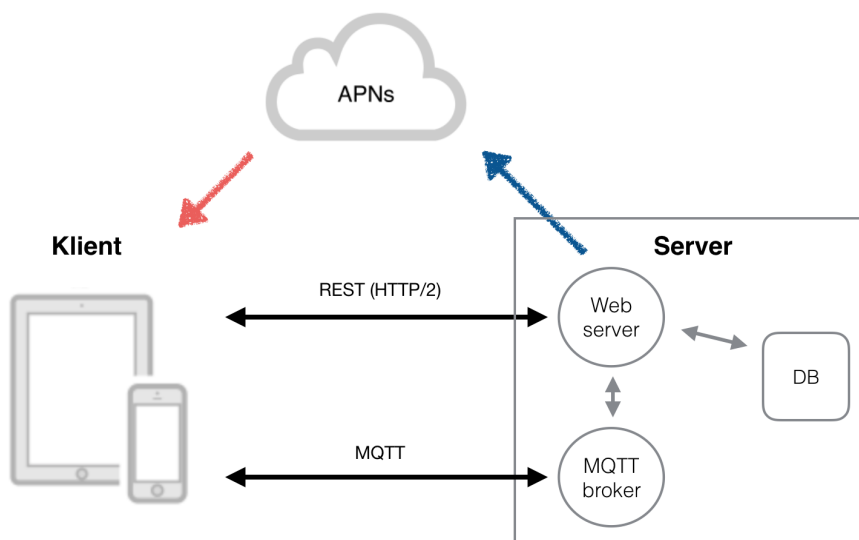 APNs
Klient
Server
REST (HTTP/2)
Web
server
DB
MQTT
MQTT
broker